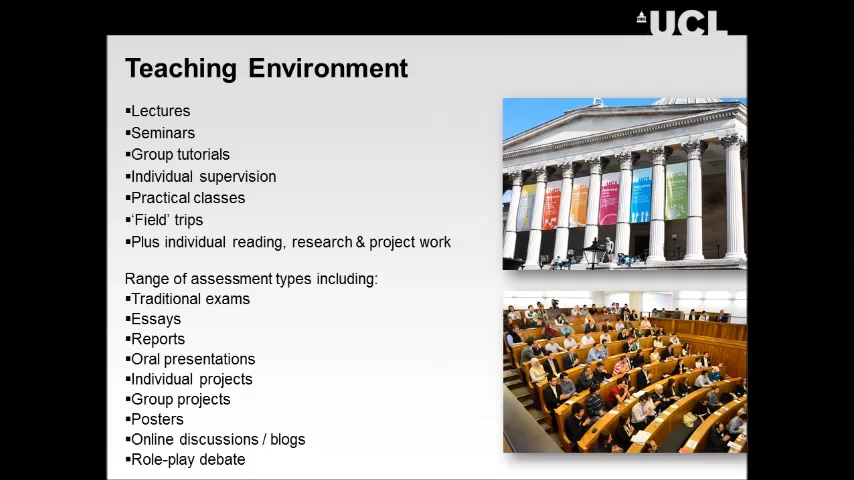 UCL
Teaching Environment
▪Lectures
▪Seminars
▪Group tutorials
▪Individual supervision
▪Practical classes
▪‘Field’ trips
▪Plus individual reading, research & project work
Range of assessment types including:
▪Traditional exams
▪Essays
▪Reports
▪Oral presentations
▪Individual projects
▪Group projects
▪Posters
▪Online discussions / blogs
▪Role-play debate